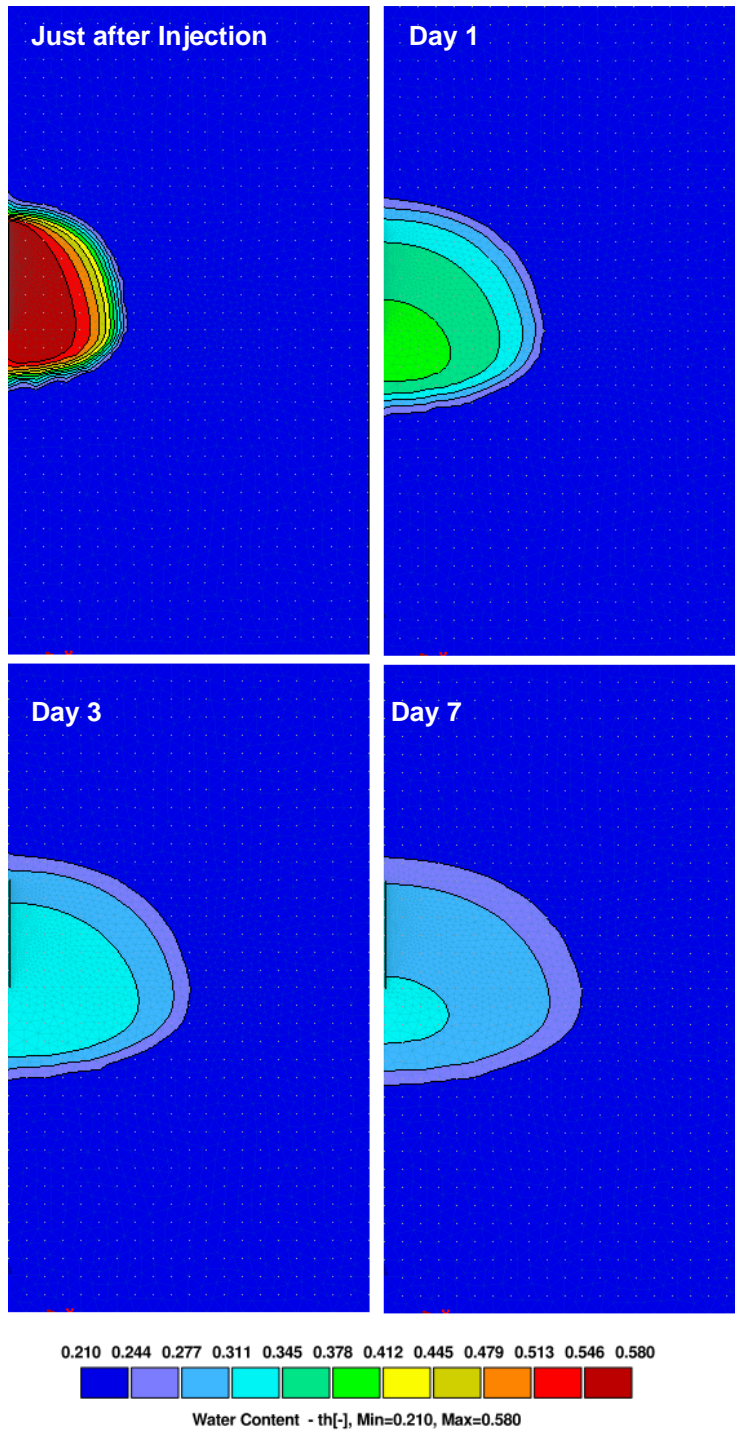 Just after Injection
Day 1
Day 3
Day 7
0.210 0.244 0.277 0.311 0.345 0.378 0.412 0.445 0.479 0.513 0.546 0.580
Water Content - th[-], Min=0.210, Max=0.580